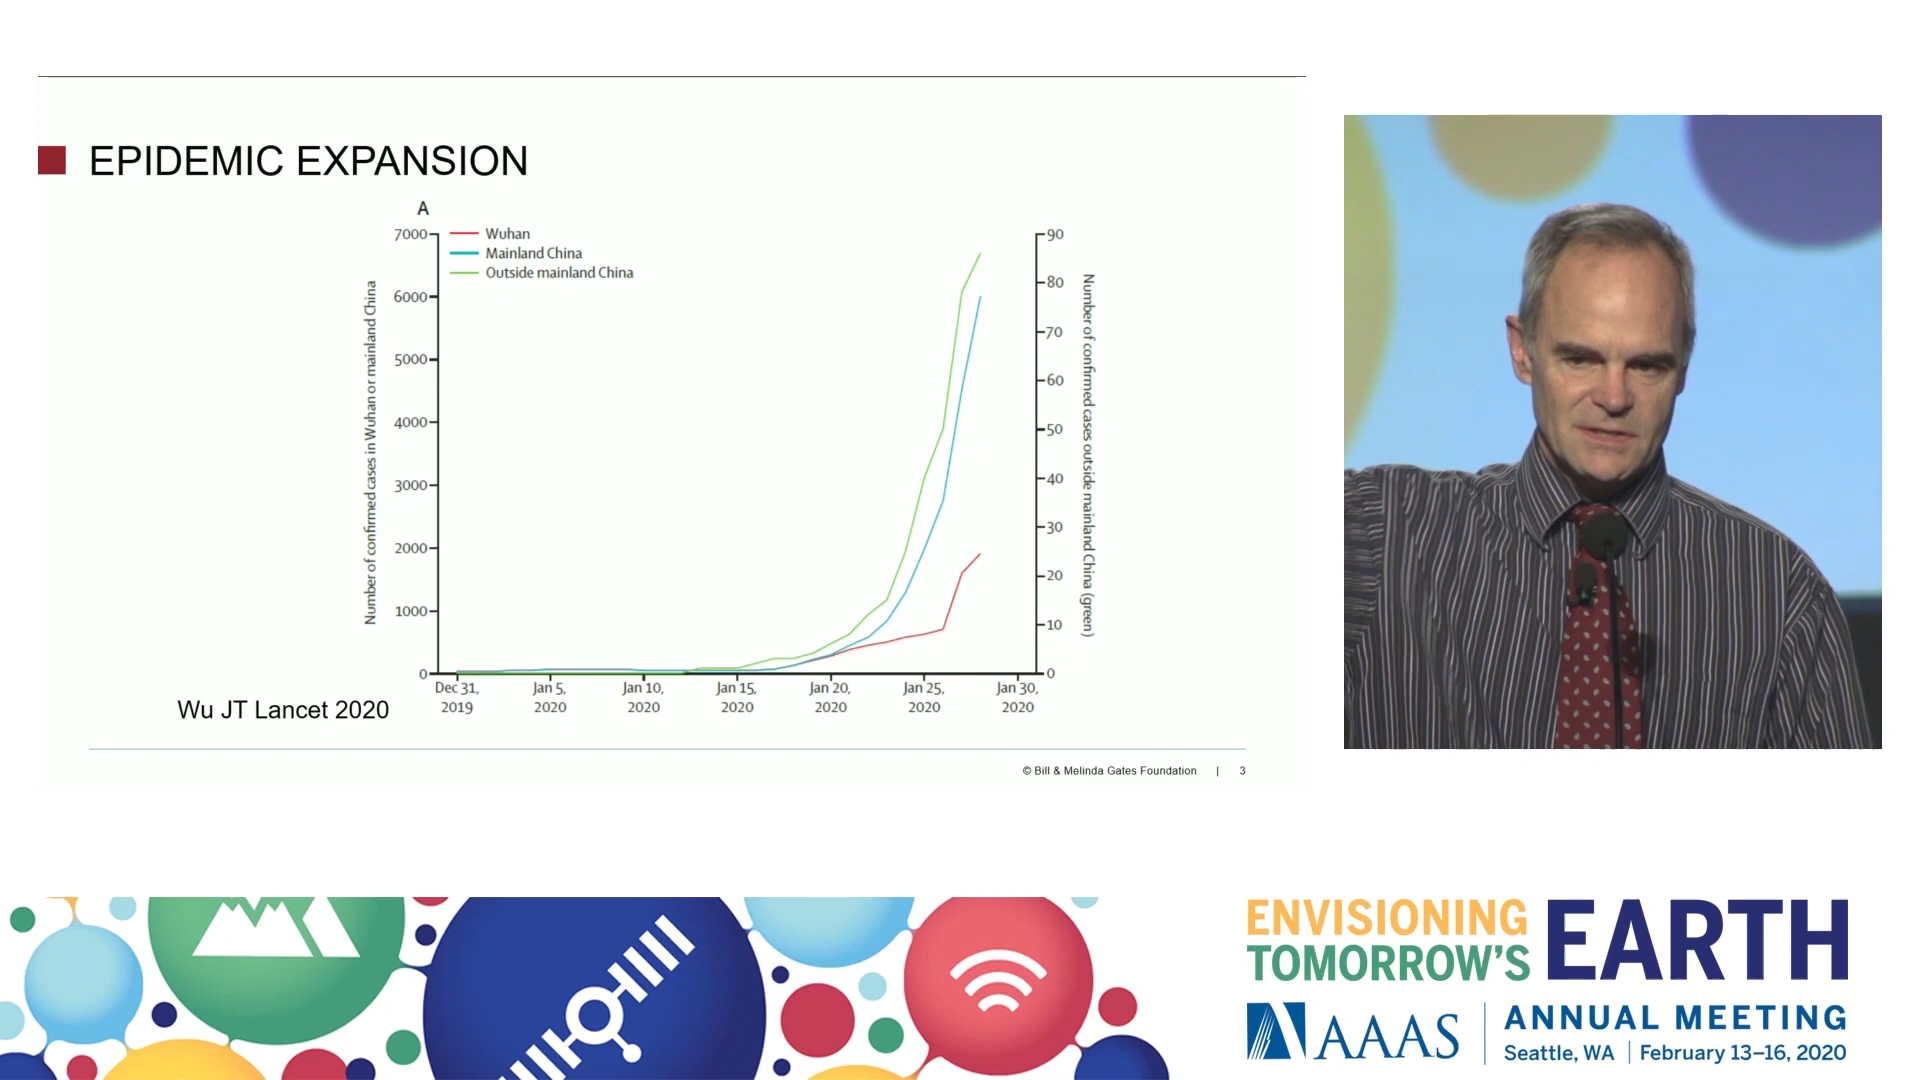 EPIDEMIC EXPANSION
A
Wuhan
Mainland China
Outside mainland China
Number of confirmed cases in Wuhan or mainland China
7000
6000
5000
4000
3000
2000
1000
0
90
80
70
60
50
40
30
20
10
0
Number of confirmed cases outside mainland China (green)
Dec 31, 2019
Jan 5, 2020
Jan 10, 2020
Jan 15, 2020
Jan 20, 2020
Jan 25, 2020
Jan 30, 2020
Wu JT Lancet 2020
© Bill & Melinda Gates Foundation | 3
ENVISIONING
TOMORROW'S
EARTH
AAAS
ANNUAL MEETING
Seattle, WA | February 13–16, 2020